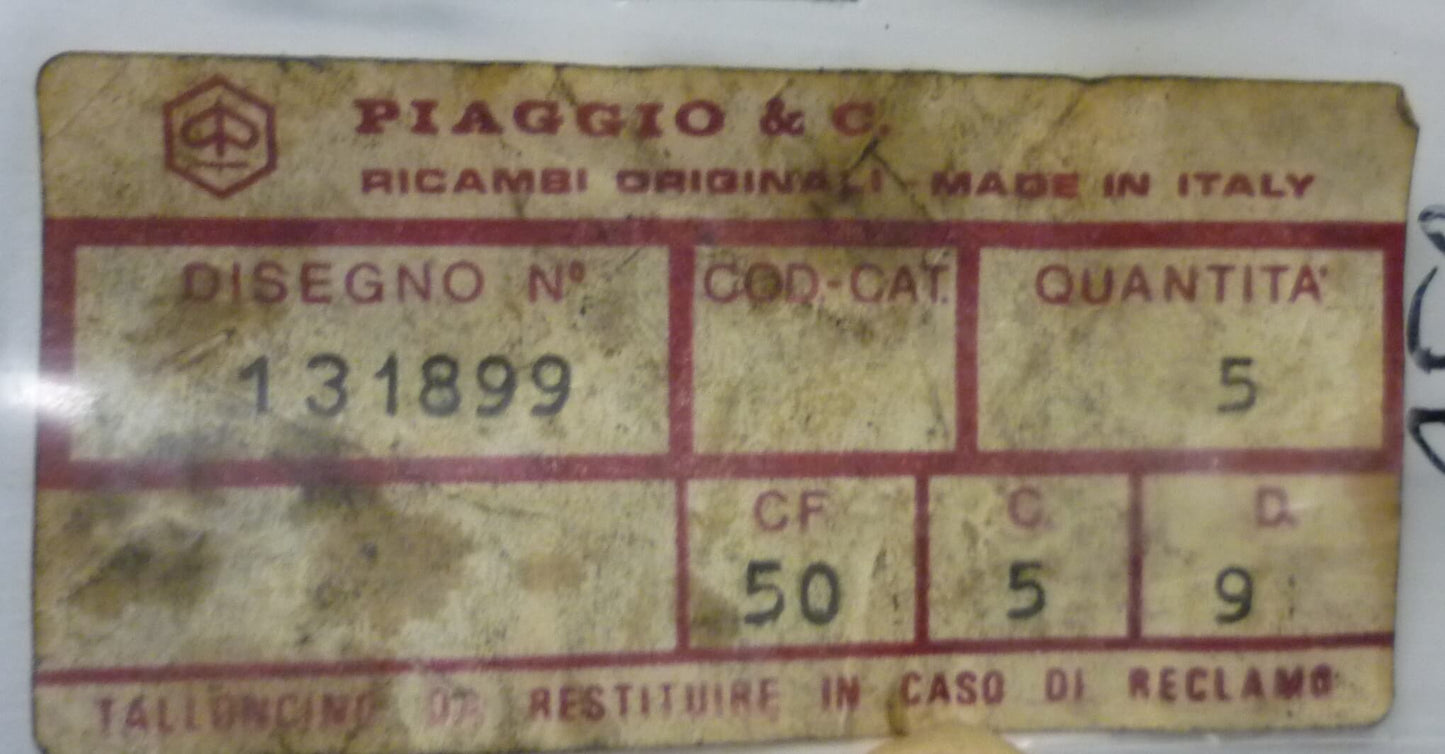 PIAGGIO & C.
RICAMBI ORIGINALI - MADE IN ITALY
DISEGNO Nº COD.-CAT. QUANTITA'
131899 5
CF. C. D.
50 5 9
TALLONCINO DA RESTITUIRE IN CASO DI RECLAMO